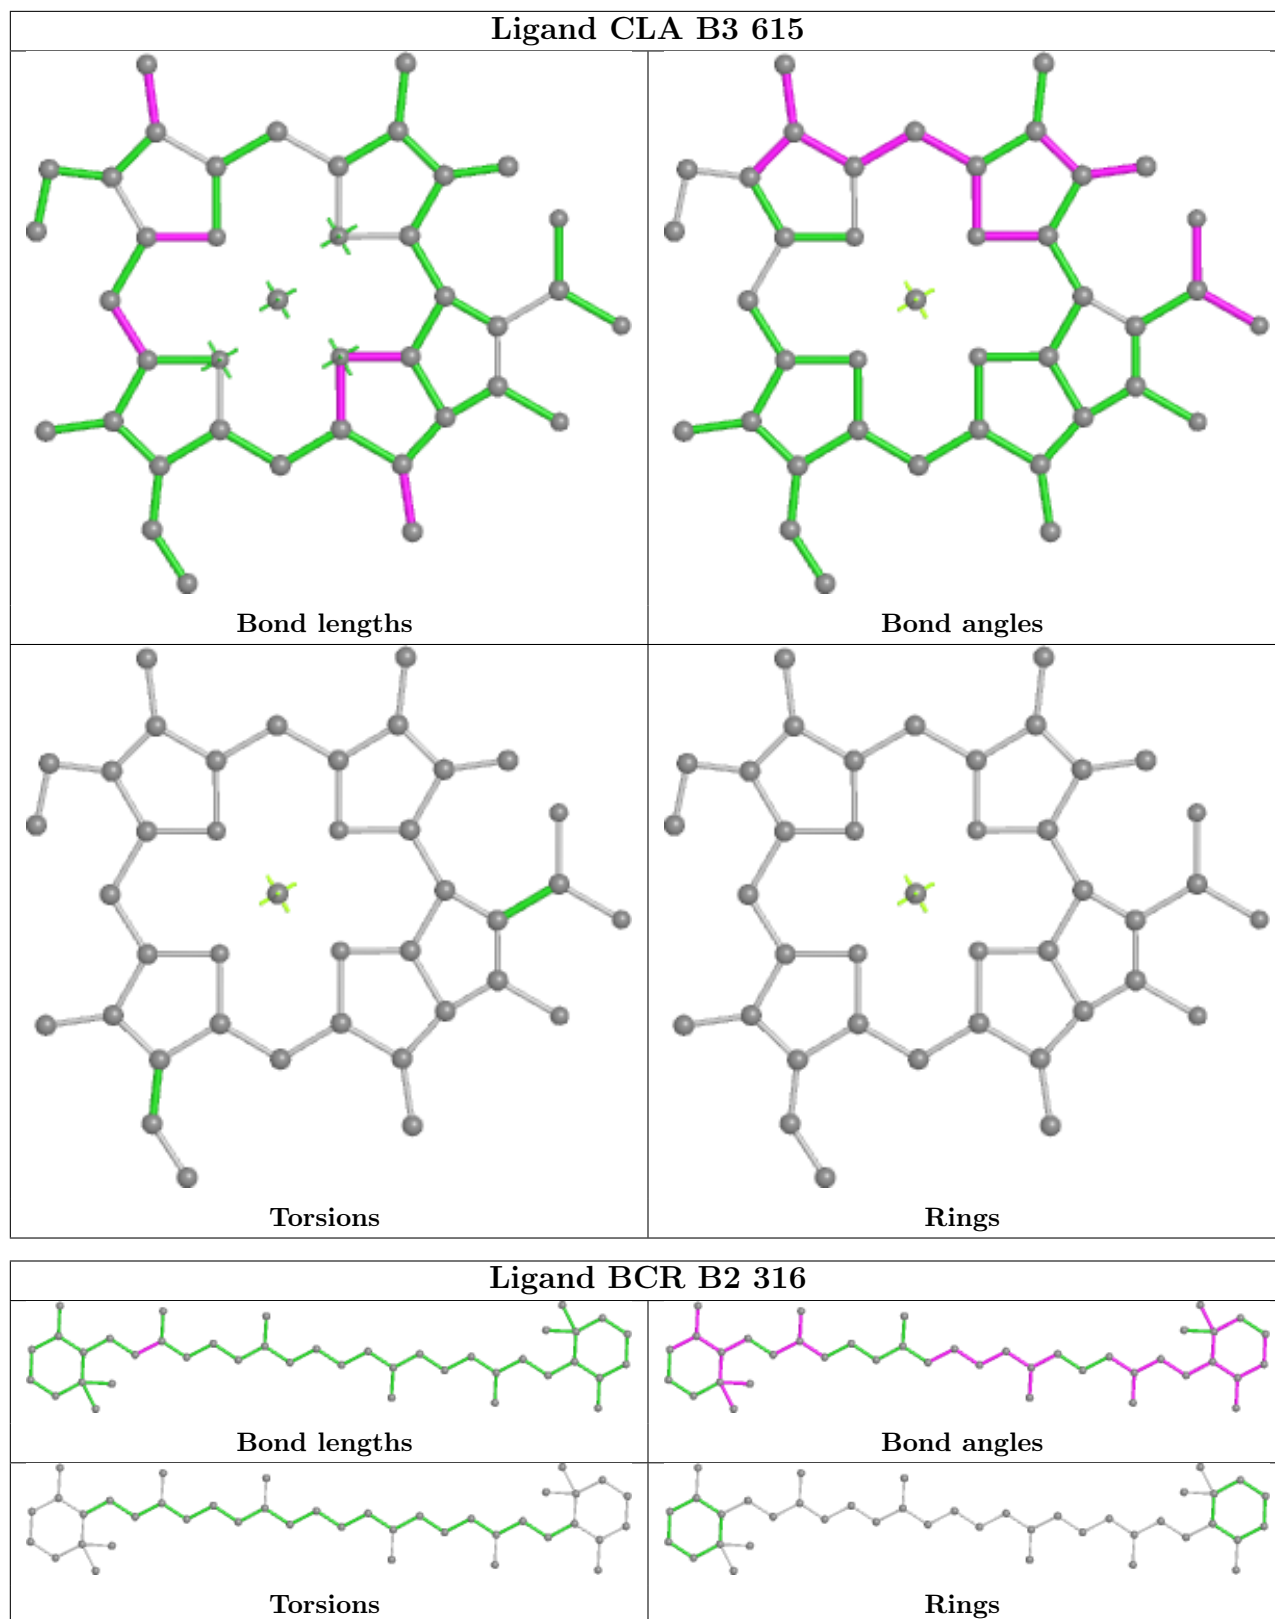 Ligand CLA B3 615
Bond lengths
Bond angles
Torsions
Rings
Ligand BCR B2 316
Bond lengths
Bond angles
Torsions
Rings